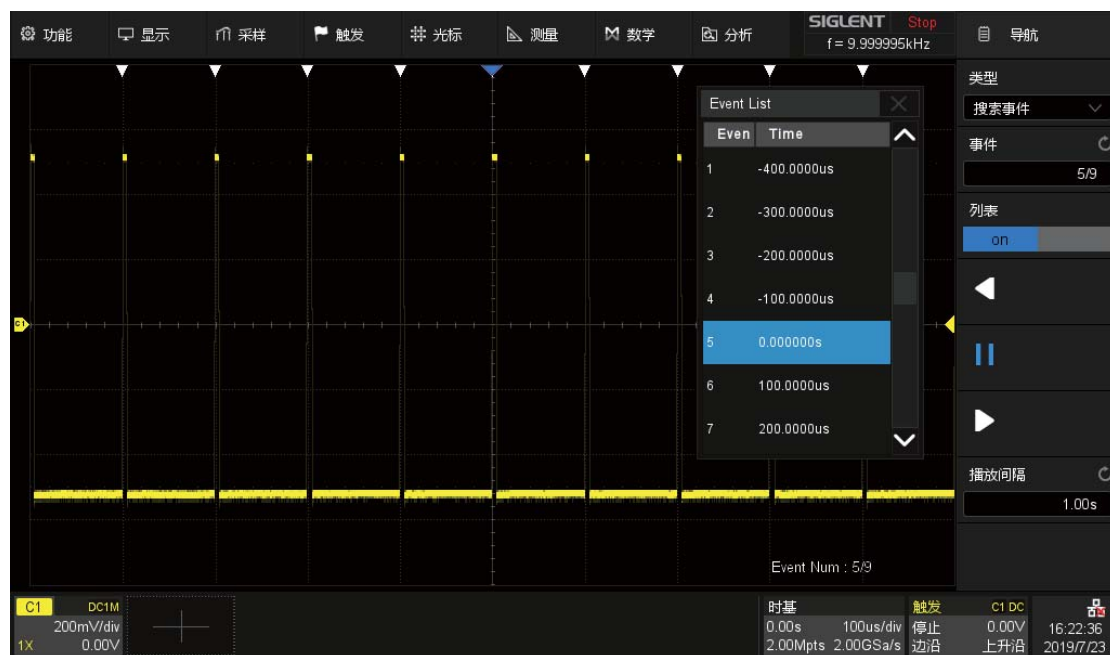 功能 显示 采样 触发 光标 测量 数学 分析 SIGLENT Stop 导航
f = 9.999995kHz
类型
搜索事件
事件
5/9
列表
on
播放间隔
1.00s
Event List
Even Time
1 -400.0000us
2 -300.0000us
3 -200.0000us
4 -100.0000us
5 0.000000s
6 100.0000us
7 200.0000us
C1
Event Num : 5/9
C1 DC1M
200mV/div
1X 0.00V
时基
0.00s 100us/div
2.00Mpts 2.00GSa/s
触发 C1 DC
停止 0.00V
边沿 上升沿
16:22:36
2019/7/23